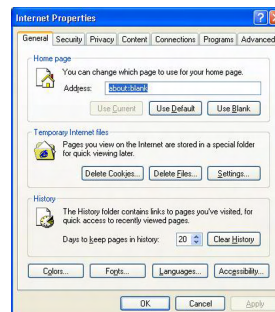 Internet Properties
General Security Privacy Content Connections Programs Advanced
Home page
You can change which page to use for your home page.
Address: about:blank
Use Current Use Default Use Blank
Temporary Internet files
Pages you view on the Internet are stored in a special folder
for quick viewing later.
Delete Cookies... Delete Files... Settings...
History
The History folder contains links to pages you've visited, for
quick access to recently viewed pages.
Days to keep pages in history: 20 Clear History
Colors... Fonts... Languages... Accessibility...
OK Cancel Apply